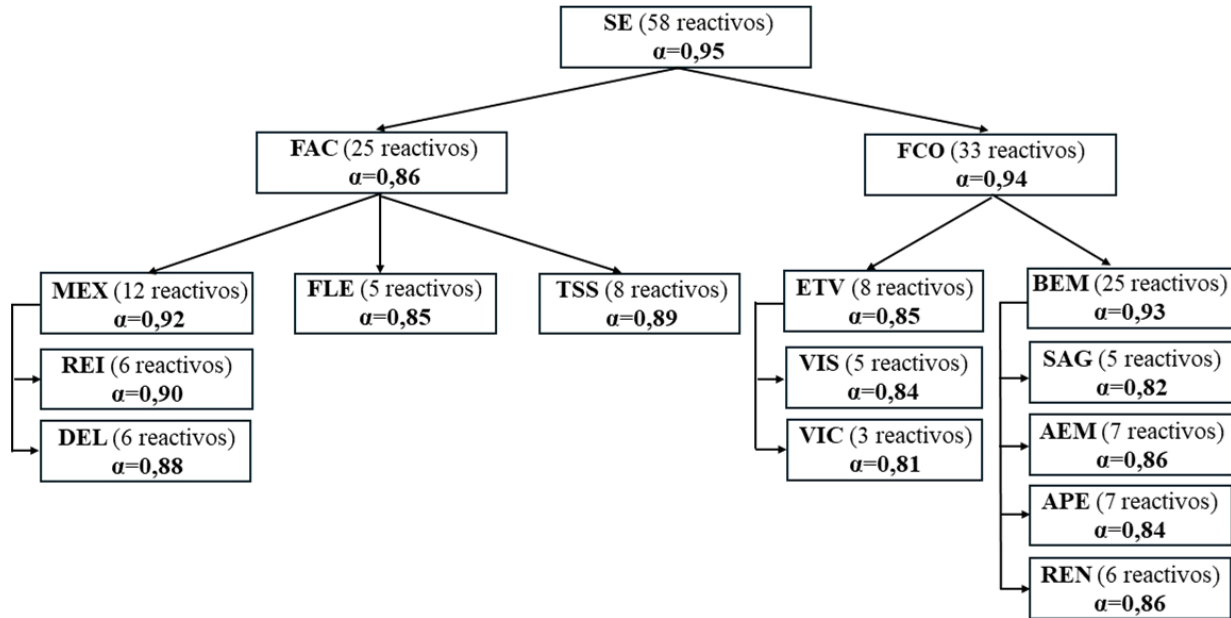 SE (58 reactivos)
α=0,95
FAC (25 reactivos)
α=0,86
FCO (33 reactivos)
α=0,94
MEX (12 reactivos)
α=0,92
FLE (5 reactivos)
α=0,85
TSS (8 reactivos)
α=0,89
ETV (8 reactivos)
α=0,85
BEM (25 reactivos)
α=0,93
REI (6 reactivos)
α=0,90
VIS (5 reactivos)
α=0,84
SAG (5 reactivos)
α=0,82
DEL (6 reactivos)
α=0,88
VIC (3 reactivos)
α=0,81
AEM (7 reactivos)
α=0,86
APE (7 reactivos)
α=0,84
REN (6 reactivos)
α=0,86